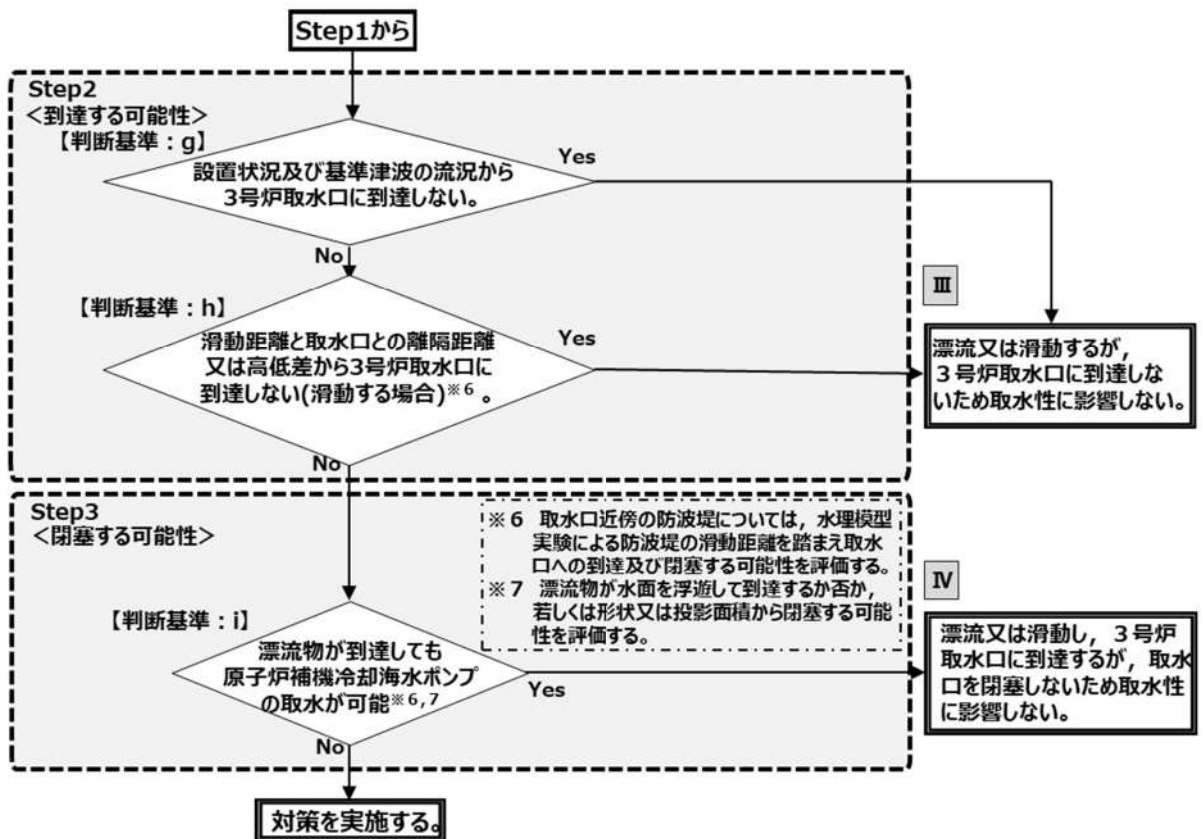 Step1から
Step2
<到達する可能性>
【判断基準：g】
設置状況及び基準津波の流況から
3号炉取水口に到達しない。
Yes
No
【判断基準：h】
滑動距離と取水口との離隔距離
又は高低差から3号炉取水口に
到達しない(滑動する場合)※6 。
Yes
No
Ⅲ
漂流又は滑動するが，
３号炉取水口に到達しな
いため取水性に影響しない。
Step3
<閉塞する可能性>
※６ 取水口近傍の防波堤については，水理模型
実験による防波堤の滑動距離を踏まえ取水
口への到達及び閉塞する可能性を評価する。
※７ 漂流物が水面を浮遊して到達するか否か，
若しくは形状又は投影面積から閉塞する可能
性を評価する。
【判断基準：i】
漂流物が到達しても
原子炉補機冷却海水ポンプ
の取水が可能※6,7
Yes
No
Ⅳ
漂流又は滑動し，３号炉
取水口に到達するが，取水
口を閉塞しないため取水性
に影響しない。
対策を実施する。